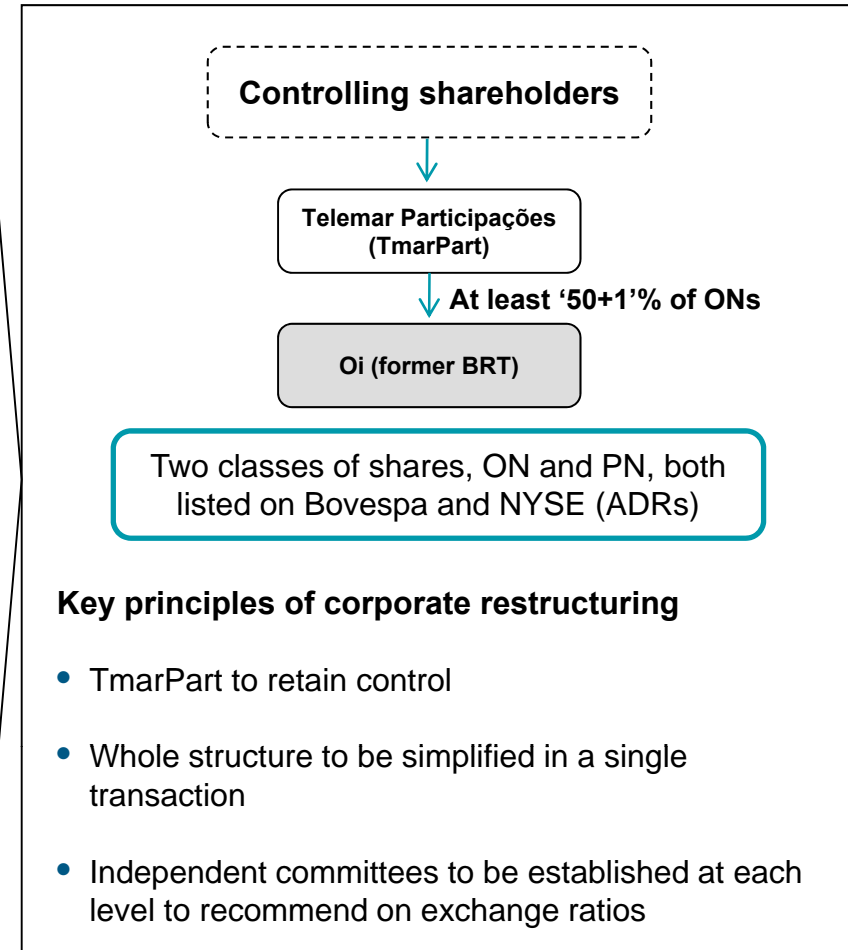 Controlling shareholders
Telemar Participações
(TmarPart)
At least ‘50+1’% of ONs
Oi (former BRT)
Two classes of shares, ON and PN, both
listed on Bovespa and NYSE (ADRs)
Key principles of corporate restructuring
• TmarPart to retain control
• Whole structure to be simplified in a single
transaction
• Independent committees to be established at each
level to recommend on exchange ratios